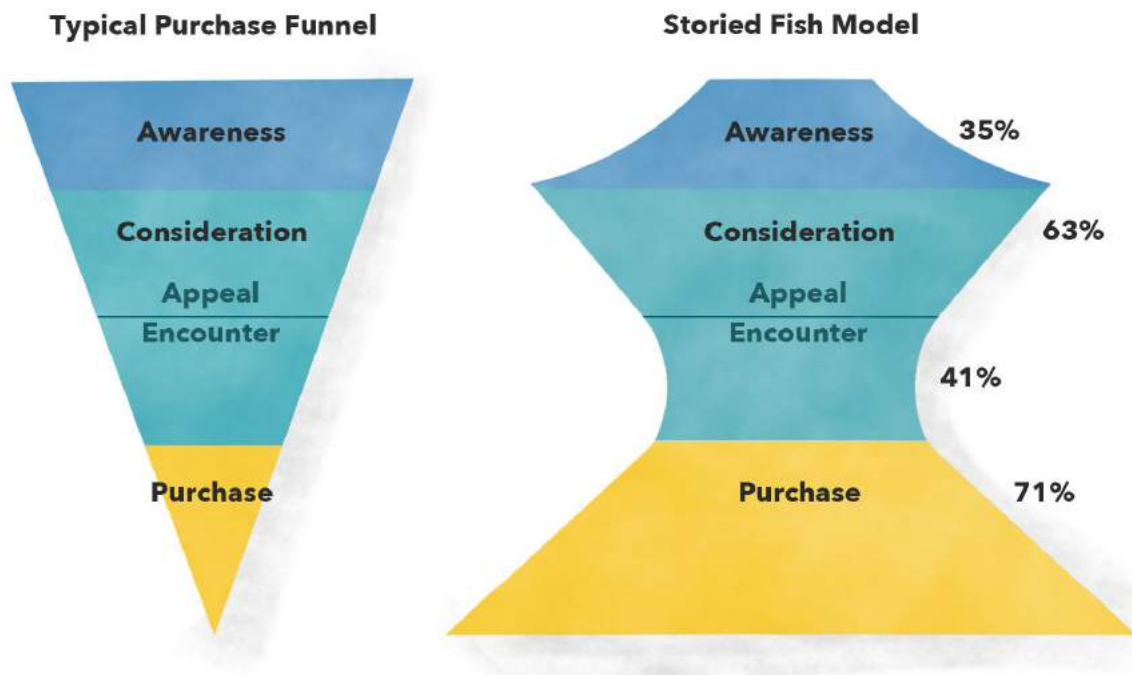 Typical Purchase Funnel
Awareness
Consideration
Appeal
Encounter
Purchase
Storied Fish Model
Awareness
35%
Consideration
63%
Appeal
Encounter
41%
Purchase
71%